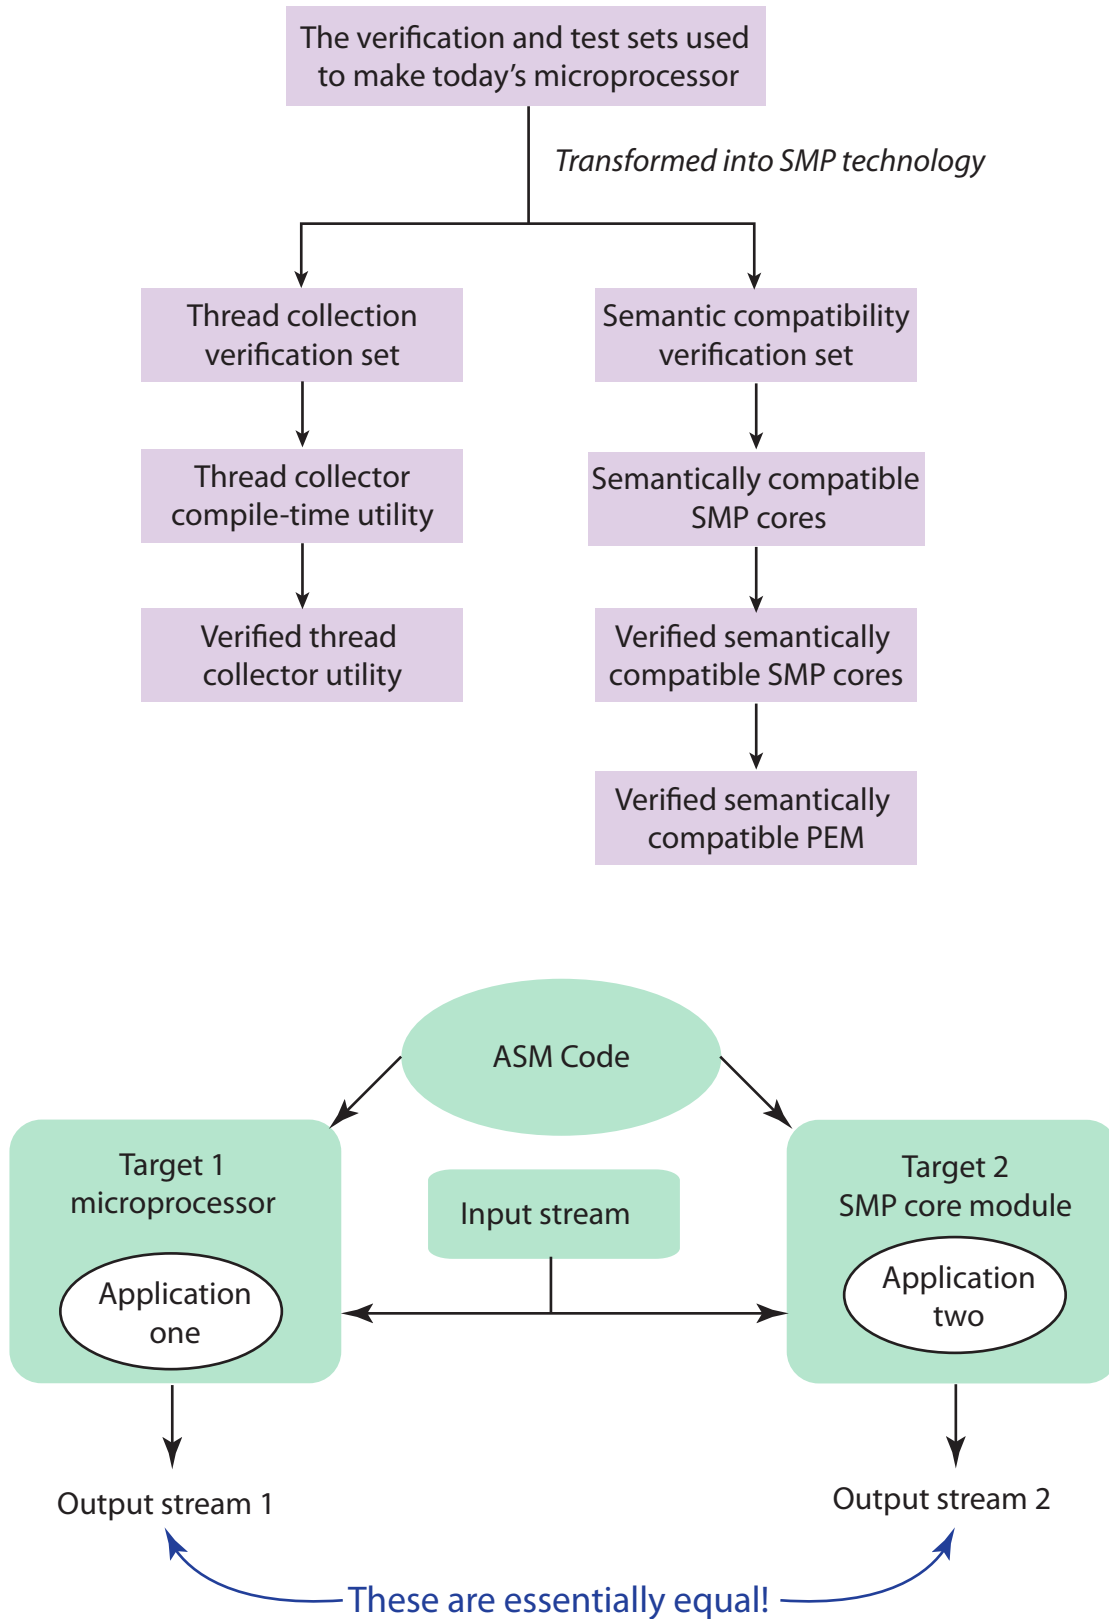 The verification and test sets used
to make today’s microprocessor
Transformed into SMP technology
Thread collection
verification set
Semantic compatibility
verification set
Thread collector
compile-time utility
Semantically compatible
SMP cores
Verified thread
collector utility
Verified semantically
compatible SMP cores
Verified semantically
compatible PEM
ASM Code
Target 1
microprocessor
Application
one
Input stream
Target 2
SMP core module
Application
two
Output stream 1
Output stream 2
These are essentially equal!